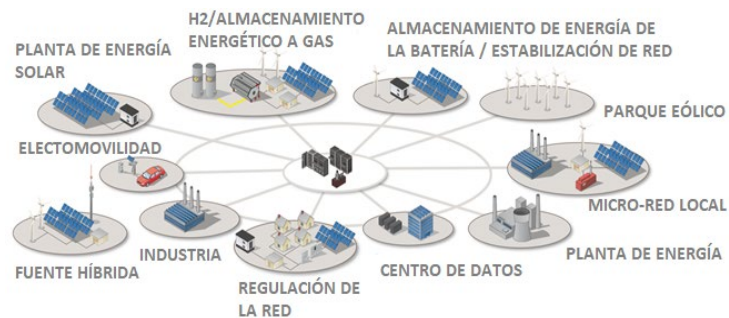 H2/ALMACENAMIENTO
ENERGÉTICO A GAS
ALMACENAMIENTO DE ENERGÍA DE
LA BATERÍA / ESTABILIZACIÓN DE RED
PLANTA DE ENERGÍA
SOLAR
PARQUE EÓLICO
ELECTOMOVILIDAD
MICRO-RED LOCAL
INDUSTRIA
PLANTA DE ENERGÍA
FUENTE HÍBRIDA
CENTRO DE DATOS
REGULACIÓN DE
LA RED